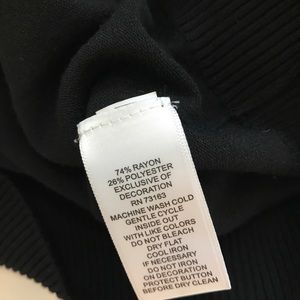 74% RAYON
26% POLYESTER
EXCLUSIVE OF
DECORATION
RN 73163
MACHINE WASH COLD
GENTLE CYCLE
INSIDE OUT
WITH LIKE COLORS
DO NOT BLEACH
DRY FLAT
COOL IRON
IF NECESSARY
DO NOT IRON
ON DECORATION
PROTECT BUTTON
BEFORE DRY CLEAN